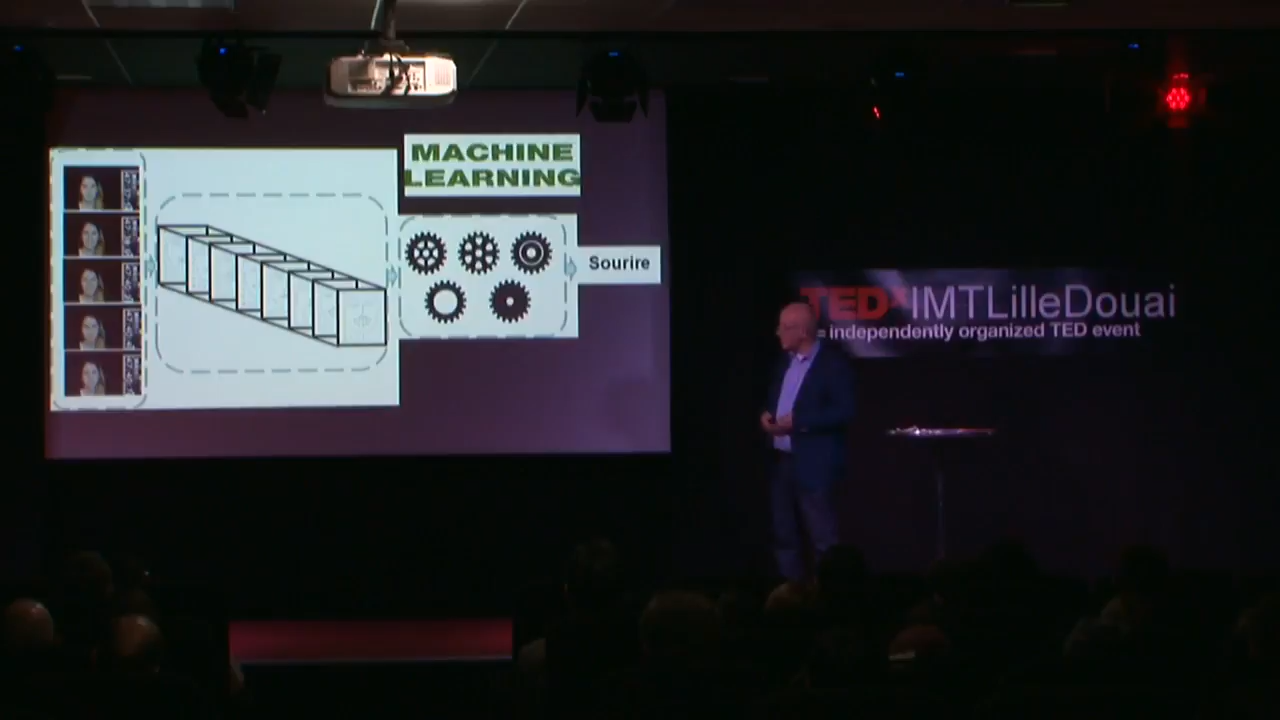 MACHINE
LEARNING
Sourire
TEDxIMTLilleDouai
= independently organized TED event